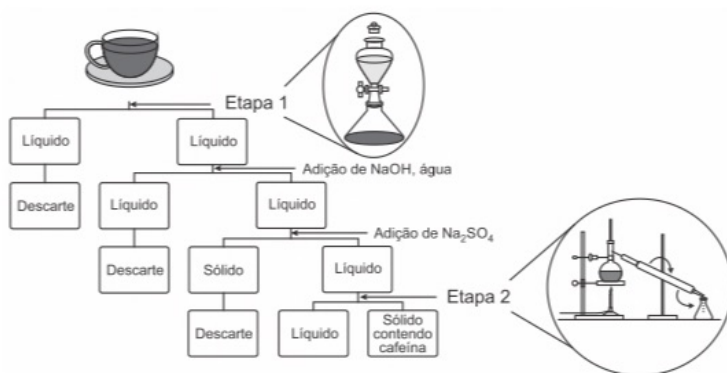 Etapa 1
Líquido
Líquido
Adição de NaOH, água
Descarte
Líquido
Líquido
Adição de Na₂SO₄
Descarte
Sólido
Líquido
Etapa 2
Descarte
Líquido
Sólido
contendo
cafeína